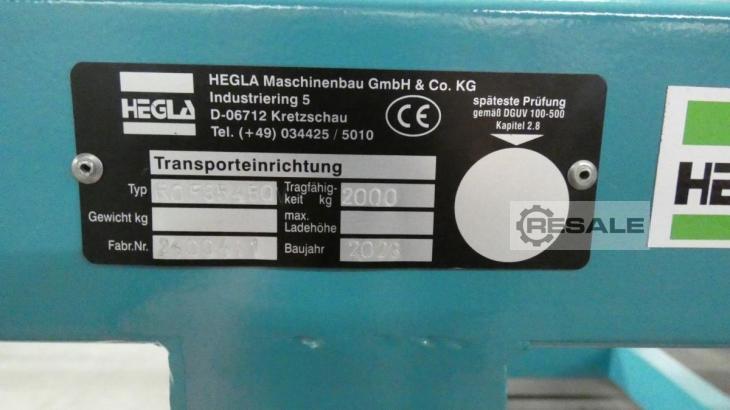 HEGLA
HEGLA Maschinenbau GmbH & Co. KG
Industriering 5
D-06712 Kretzschau
Tel. (+49) 034425 / 5010
CE
späteste Prüfung
gemäß DGUV 100-500
Kapitel 2.8
Transporteinrichtung
Typ Tragfähig-
keit kg 2000
Gewicht kg max.
Ladehöhe
Fabr.Nr. Baujahr 2023
HE
RESALE